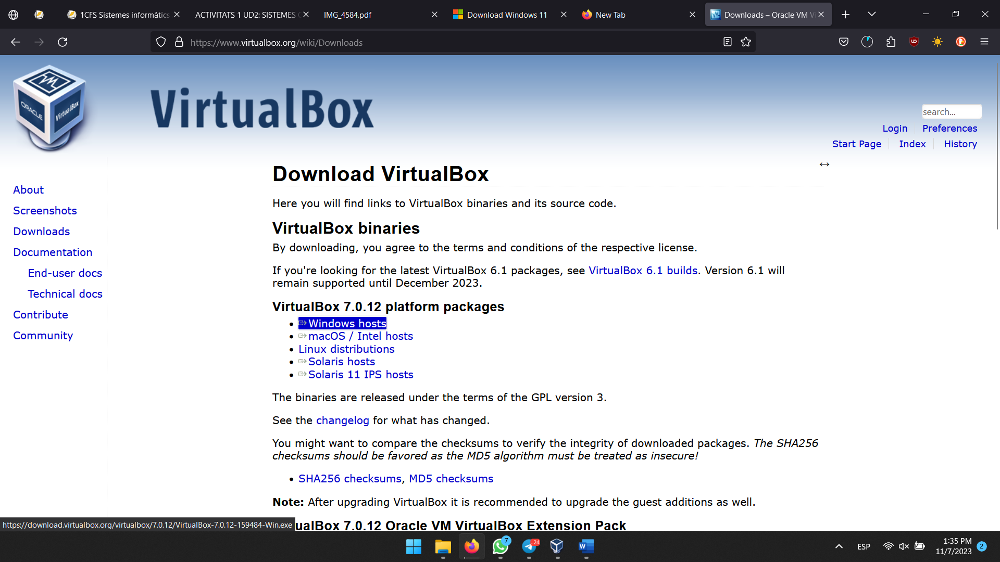 1CFS Sistemes informàtics
ACTIVITATS 1 UD2: SISTEMES
IMG_4584.pdf
Download Windows 11
New Tab
Downloads – Oracle VM Vi
https://www.virtualbox.org/wiki/Downloads
ORACLE
VirtualBox
VirtualBox
search...
Login
Preferences
Start Page
Index
History
About
Screenshots
Downloads
Documentation
End-user docs
Technical docs
Contribute
Community
Download VirtualBox
Here you will find links to VirtualBox binaries and its source code.
VirtualBox binaries
By downloading, you agree to the terms and conditions of the respective license.
If you're looking for the latest VirtualBox 6.1 packages, see VirtualBox 6.1 builds. Version 6.1 will
remain supported until December 2023.
VirtualBox 7.0.12 platform packages
• Windows hosts
• macOS / Intel hosts
• Linux distributions
• Solaris hosts
• Solaris 11 IPS hosts
The binaries are released under the terms of the GPL version 3.
See the changelog for what has changed.
You might want to compare the checksums to verify the integrity of downloaded packages. The SHA256
checksums should be favored as the MD5 algorithm must be treated as insecure!
• SHA256 checksums, MD5 checksums
Note: After upgrading VirtualBox it is recommended to upgrade the guest additions as well.
https://download.virtualbox.org/virtualbox/7.0.12/VirtualBox-7.0.12-159484-Win.exe
ualBox 7.0.12 Oracle VM VirtualBox Extension Pack
7
..24
W
ESP
1:35 PM
11/7/2023
2